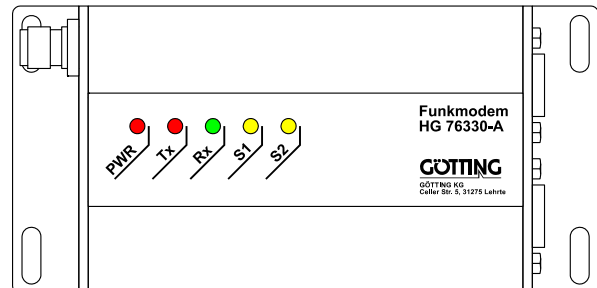 Funkmodem
HG 76330-A
PWR Tx Rx S1 S2
GÖTTING
GÖTTING KG
Celler Str. 5, 31275 Lehrte